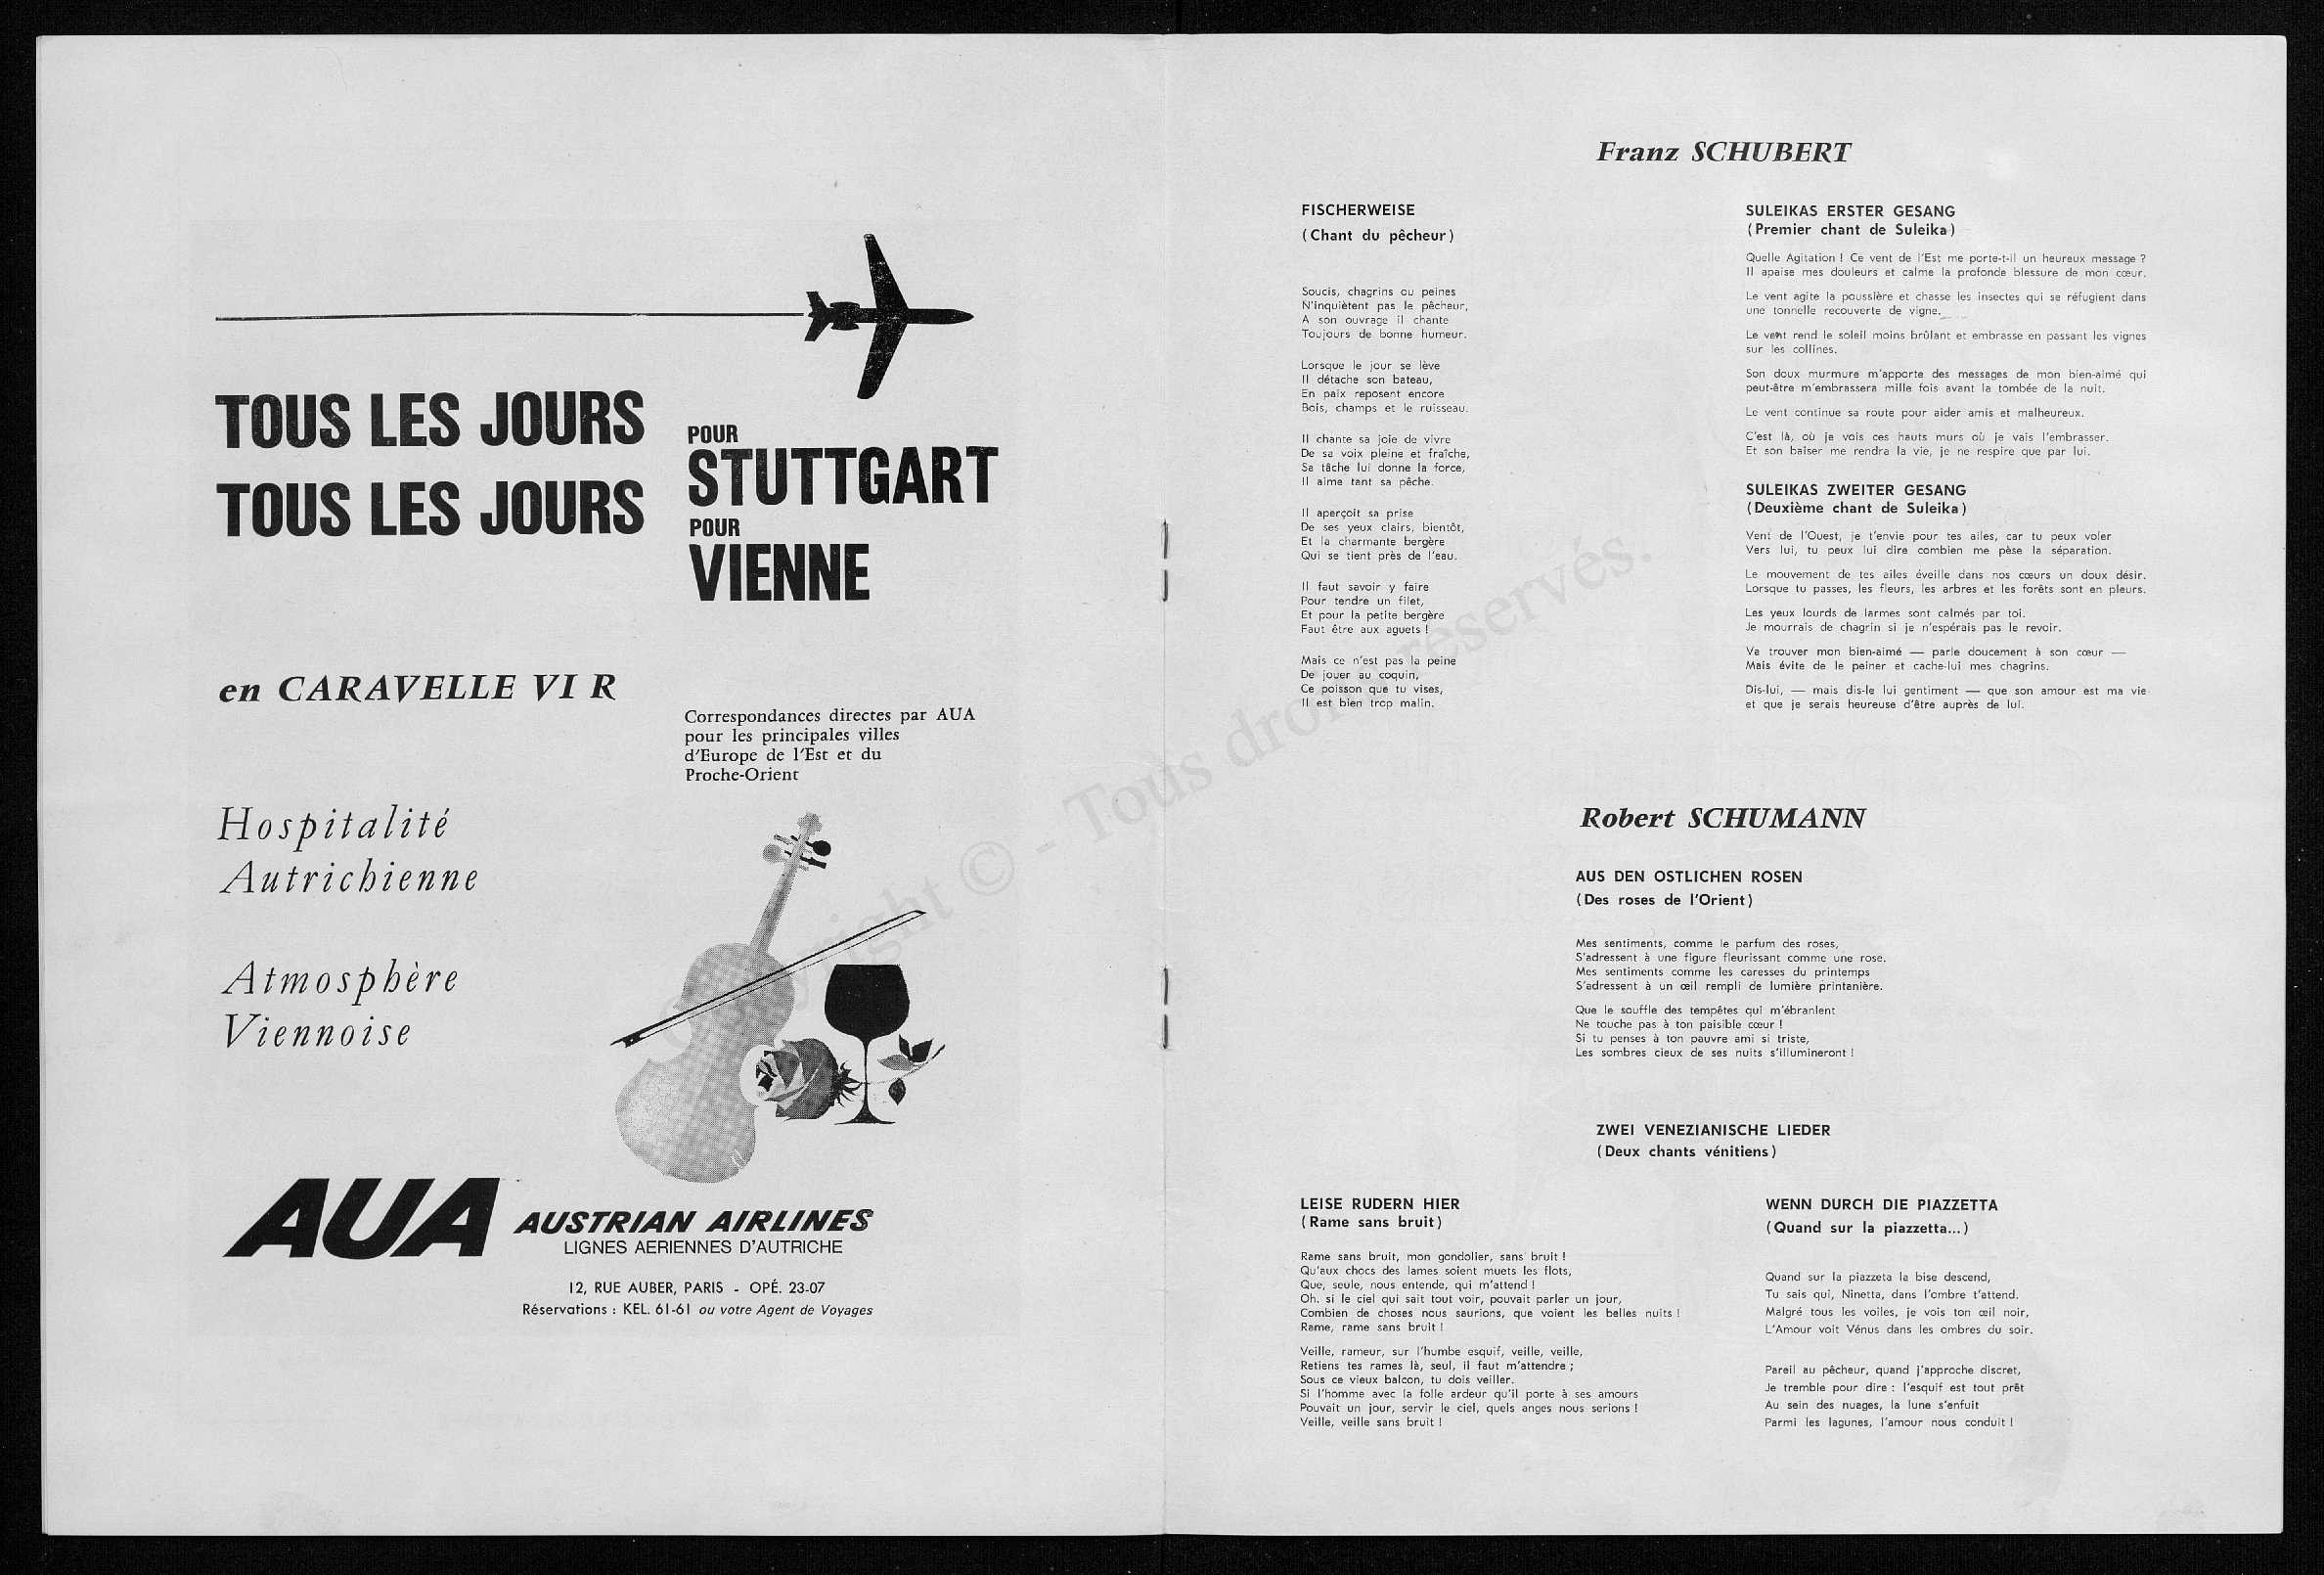 TOUS LES JOURS
POUR
STUTTGART
TOUS LES JOURS
POUR
VIENNE
en CARAVELLE VI R
Correspondances directes par AUA
pour les principales villes
d'Europe de l'Est et du
Proche-Orient
Hospitalité
Autrichienne
Atmosphère
Viennoise
AUA AUSTRIAN AIRLINES
LIGNES AERIENNES D'AUTRICHE
12, RUE AUBER, PARIS - OPÉ. 23-07
Réservations : KEL. 61-61 ou votre Agent de Voyages
Franz SCHUBERT
FISCHERWEISE
(Chant du pêcheur)
Soucis, chagrins ou peines
N'inquiètent pas le pêcheur,
A son ouvrage il chante
Toujours de bonne humeur.
Lorsque le jour se lève
Il détache son bateau,
En paix reposent encore
Bois, champs et le ruisseau.
Il chante sa joie de vivre
De sa voix pleine et fraîche,
Sa tâche lui donne la force,
Il aime tant sa pêche.
Il aperçoit sa prise
De ses yeux clairs, bientôt,
Et la charmante bergère
Qui se tient près de l'eau.
Il faut savoir y faire
Pour tendre un filet,
Et pour la petite bergère
Faut être aux aguets !
Mais ce n'est pas la peine
De jouer au coquin,
Ce poisson que tu vises,
Il est bien trop malin.
SULEIKAS ERSTER GESANG
(Premier chant de Suleika)
Quelle Agitation ! Ce vent de l'Est me porte-t-il un heureux message ?
Il apaise mes douleurs et calme la profonde blessure de mon cœur.
Le vent agite la poussière et chasse les insectes qui se réfugient dans
une tonnelle recouverte de vigne.
Le vent rend le soleil moins brûlant et embrasse en passant les vignes
sur les collines.
Son doux murmure m'apporte des messages de mon bien-aimé qui
peut-être m'embrassera mille fois avant la tombée de la nuit.
Le vent continue sa route pour aider amis et malheureux.
C'est là, où je vois ces hauts murs où je vais l'embrasser.
Et son baiser me rendra la vie, je ne respire que par lui.
SULEIKAS ZWEITER GESANG
(Deuxième chant de Suleika)
Vent de l'Ouest, je t'envie pour tes ailes, car tu peux voler
Vers lui, tu peux lui dire combien me pèse la séparation.
Le mouvement de tes ailes éveille dans nos cœurs un doux désir.
Lorsque tu passes, les fleurs, les arbres et les forêts sont en pleurs.
Les yeux lourds de larmes sont calmés par toi.
Je mourrais de chagrin si je n'espérais pas le revoir.
Va trouver mon bien-aimé — parle doucement à son cœur —
Mais évite de le peiner et cache-lui mes chagrins.
Dis-lui, — mais dis-le lui gentiment — que son amour est ma vie
et que je serais heureuse d'être auprès de lui.
Robert SCHUMANN
AUS DEN OSTLICHEN ROSEN
(Des roses de l'Orient)
Mes sentiments, comme le parfum des roses,
S'adressent à une figure fleurissant comme une rose.
Mes sentiments comme les caresses du printemps
S'adressent à un œil rempli de lumière printanière.
Que le souffle des tempêtes qui m'ébranlent
Ne touche pas à ton paisible cœur !
Si tu penses à ton pauvre ami si triste,
Les sombres cieux de ses nuits s'illumineront !
ZWEI VENEZIANISCHE LIEDER
(Deux chants vénitiens)
LEISE RUDERN HIER
(Rame sans bruit)
Rame sans bruit, mon gondolier, sans bruit !
Qu'aux chocs des lames soient muets les flots,
Que, seule, nous entende, qui m'attend !
Oh. si le ciel qui sait tout voir, pouvait parler un jour,
Combien de choses nous saurions, que voient les belles nuits !
Rame, rame sans bruit !
Veille, rameur, sur l'humbe esquif, veille, veille,
Retiens tes rames là, seul, il faut m'attendre ;
Sous ce vieux balcon, tu dois veiller.
Si l'homme avec la folle ardeur qu'il porte à ses amours
Pouvait un jour, servir le ciel, quels anges nous serions !
Veille, veille sans bruit !
WENN DURCH DIE PIAZZETTA
(Quand sur la piazzetta...)
Quand sur la piazzeta la bise descend,
Tu sais qui, Ninetta, dans l'ombre t'attend.
Malgré tous les voiles, je vois ton œil noir,
L'Amour voit Vénus dans les ombres du soir.
Pareil au pêcheur, quand j'approche discret,
Je tremble pour dire : l'esquif est tout prêt
Au sein des nuages, la lune s'enfuit
Parmi les lagunes, l'amour nous conduit !
Copyright © - Tous droits réservés.